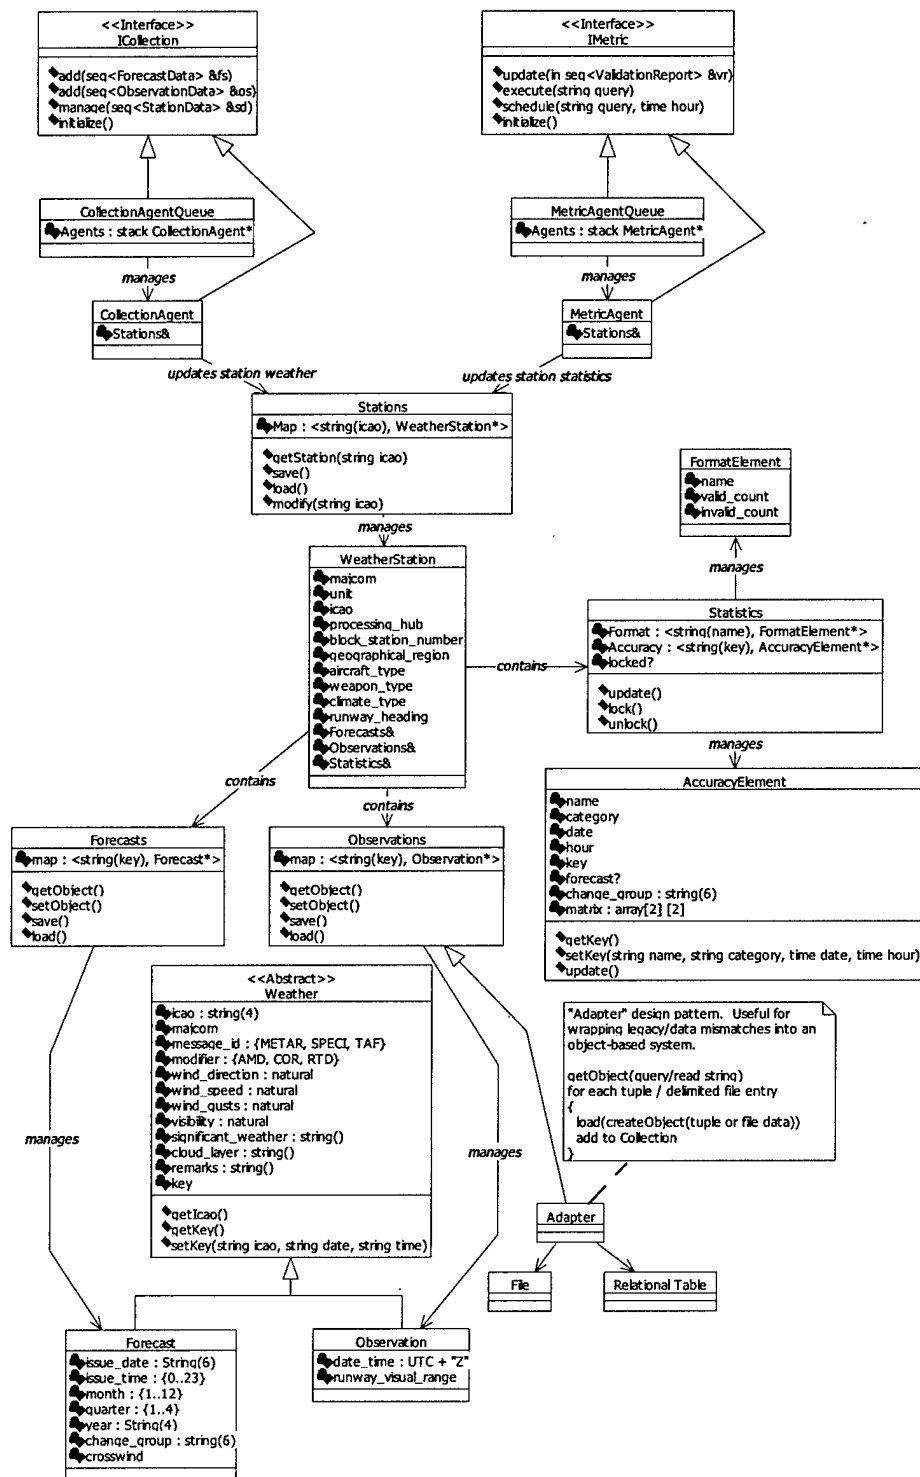 <<Interface>>
ICollection
add(seq<ForecastData> &fs)
add(seq<ObservationData> &os)
manage(seq<StationData> &sd)
initialize()
<<Interface>>
IMetric
update(in seq<ValidationReport> &vr)
execute(string query)
schedule(string query, time hour)
initialize()
CollectionAgentQueue
Agents : stack CollectionAgent*
manages
MetricAgentQueue
Agents : stack MetricAgent*
manages
CollectionAgent
Stations&
MetricAgent
Stations&
updates station weather
updates station statistics
Stations
Map : <string(icao), WeatherStation*>
getStation(string icao)
save()
load()
modify(string icao)
manages
FormatElement
name
valid_count
invalid_count
manages
WeatherStation
majcom
unit
icao
processing_hub
block_station_number
geographical_region
aircraft_type
weapon_type
climate_type
runway_heading
Forecasts&
Observations&
Statistics&
contains
Statistics
Format : <string(name), FormatElement*>
Accuracy : <string(key), AccuracyElement*>
locked?
update()
lock()
unlock()
manages
contains
contains
AccuracyElement
name
category
date
hour
key
forecast?
change_group : string(6)
matrix : array[2] [2]
getKey()
setKey(string name, string category, time date, time hour)
update()
Forecasts
map : <string(key), Forecast*>
getObject()
setObject()
save()
load()
Observations
map : <string(key), Observation*>
getObject()
setObject()
save()
load()
<<Abstract>>
Weather
icao : string(4)
majcom
message_id : {METAR, SPECI, TAF}
modifier : {AMD, COR, RTD}
wind_direction : natural
wind_speed : natural
wind_gusts : natural
visibility : natural
significant_weather : string()
cloud_layer : string()
remarks : string()
key
getIcao()
getKey()
setKey(string icao, string date, string time)
"Adapter" design pattern. Useful for
wrapping legacy/data mismatches into an
object-based system.
getObject(query/read string)
for each tuple / delimited file entry
{
load(createObject(tuple or file data))
add to Collection
}
manages
manages
Adapter
File
Relational Table
Forecast
issue_date : String(6)
issue_time : {0..23}
month : {1..12}
quarter : {1..4}
year : String(4)
change_group : string(6)
crosswind
Observation
date_time : UTC + "Z"
runway_visual_range